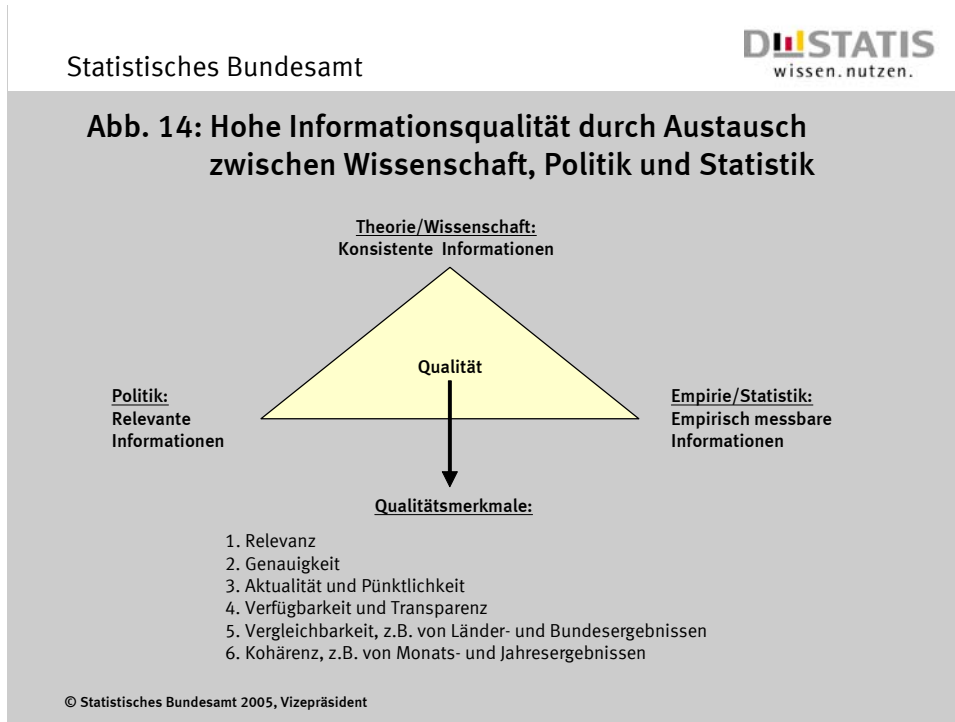 Statistisches Bundesamt
DESTATIS
wissen.nutzen.
Abb. 14: Hohe Informationsqualität durch Austausch
zwischen Wissenschaft, Politik und Statistik
Theorie/Wissenschaft:
Konsistente Informationen
Qualität
Politik:
Relevante
Informationen
Empirie/Statistik:
Empirisch messbare
Informationen
Qualitätsmerkmale:
1. Relevanz
2. Genauigkeit
3. Aktualität und Pünktlichkeit
4. Verfügbarkeit und Transparenz
5. Vergleichbarkeit, z.B. von Länder- und Bundesergebnissen
6. Kohärenz, z.B. von Monats- und Jahresergebnissen
© Statistisches Bundesamt 2005, Vizepräsident